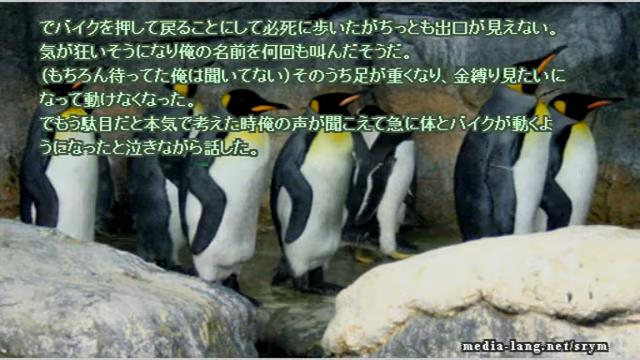 でバイクを押して戻ることにして必死に歩いたがちっとも出口が見えない。
気が狂いそうになり俺の名前を何回も叫んだそうだ。
（もちろん待ってた俺は聞いてない）そのうち足が重くなり、金縛り見たいに
なって動けなくなった。
でもう駄目だと本気で考えた時俺の声が聞こえて急に体とバイクが動くよ
うになったと泣きながら話した。
media-lang.net/srym